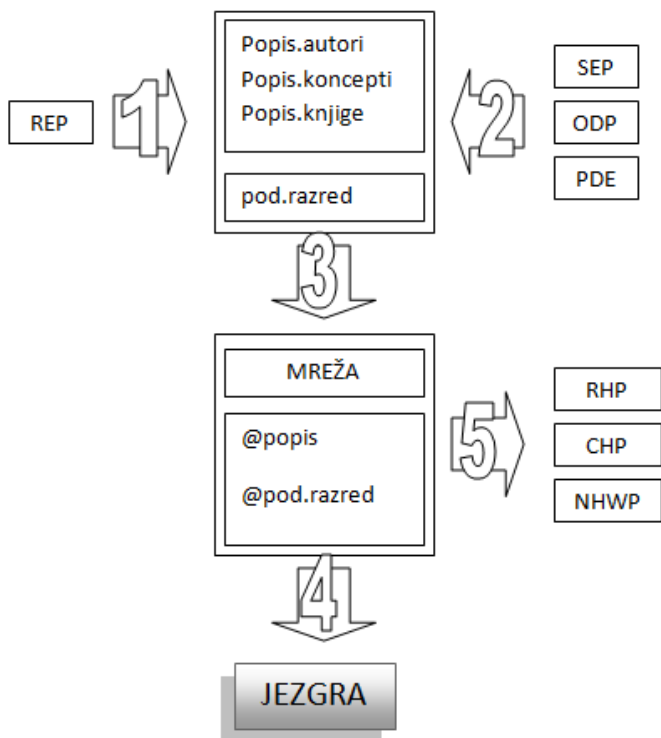 REP
1
Popis.autori
Popis.koncepti
Popis.knjige
pod.razred
2
SEP
ODP
PDE
3
MREŽA
@popis
@pod.razred
5
RHP
CHP
NHWP
4
JEZGRA